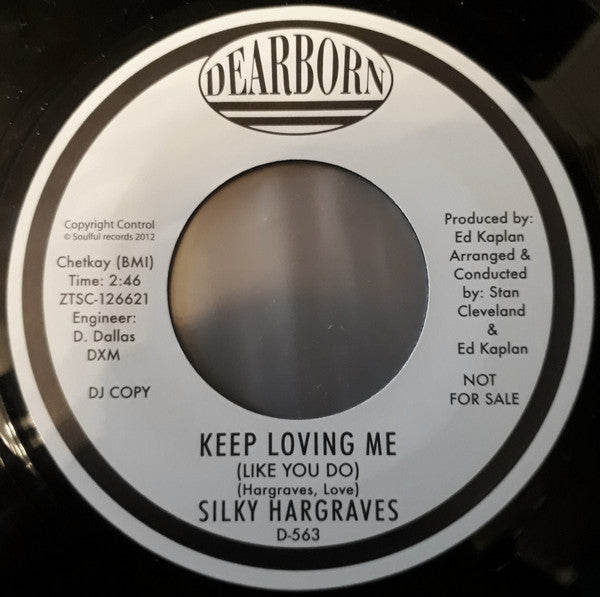 DEARBORN
Copyright Control
© Soulful records 2012
Chetkay (BMI)
Time: 2:46
ZTSC-126621
Engineer:
D. Dallas
DXM
DJ COPY
Produced by:
Ed Kaplan
Arranged &
Conducted
by: Stan
Cleveland
&
Ed Kaplan
NOT
FOR SALE
KEEP LOVING ME
(LIKE YOU DO)
(Hargraves, Love)
SILKY HARGRAVES
D-563